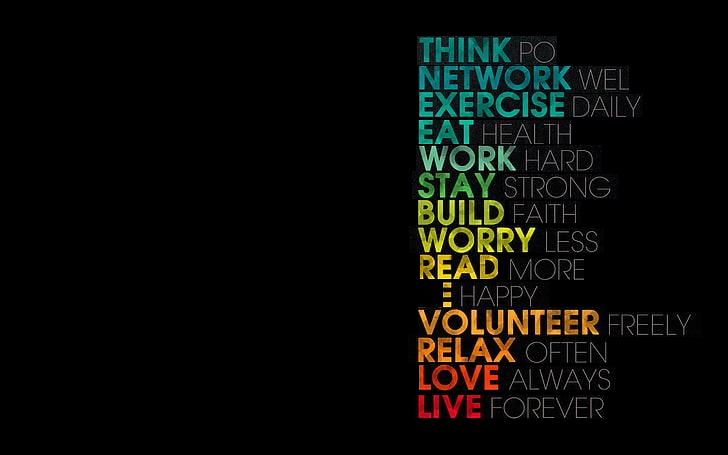 THINK PO
NETWORK WEL
EXERCISE DAILY
EAT HEALTH
WORK HARD
STAY STRONG
BUILD FAITH
WORRY LESS
READ MORE
HAPPY
VOLUNTEER FREELY
RELAX OFTEN
LOVE ALWAYS
LIVE FOREVER